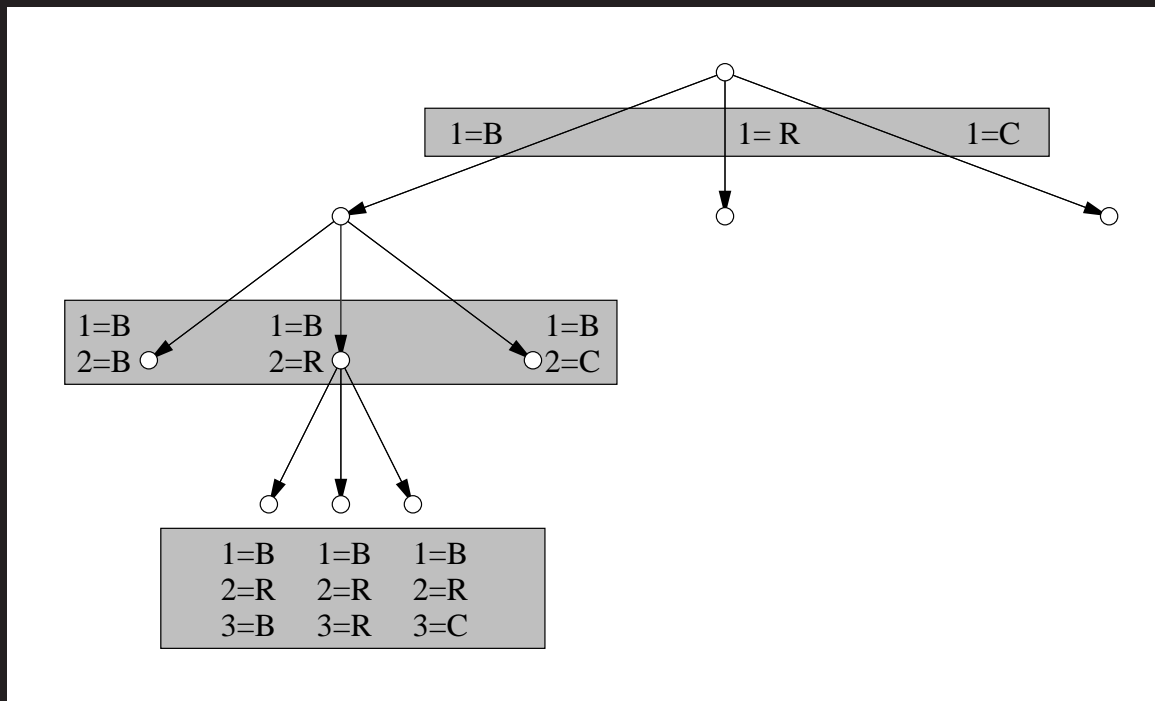 1=B 1= R 1=C
1=B 1=B 1=B
2=B 2=R 2=C
1=B 1=B 1=B
2=R 2=R 2=R
3=B 3=R 3=C